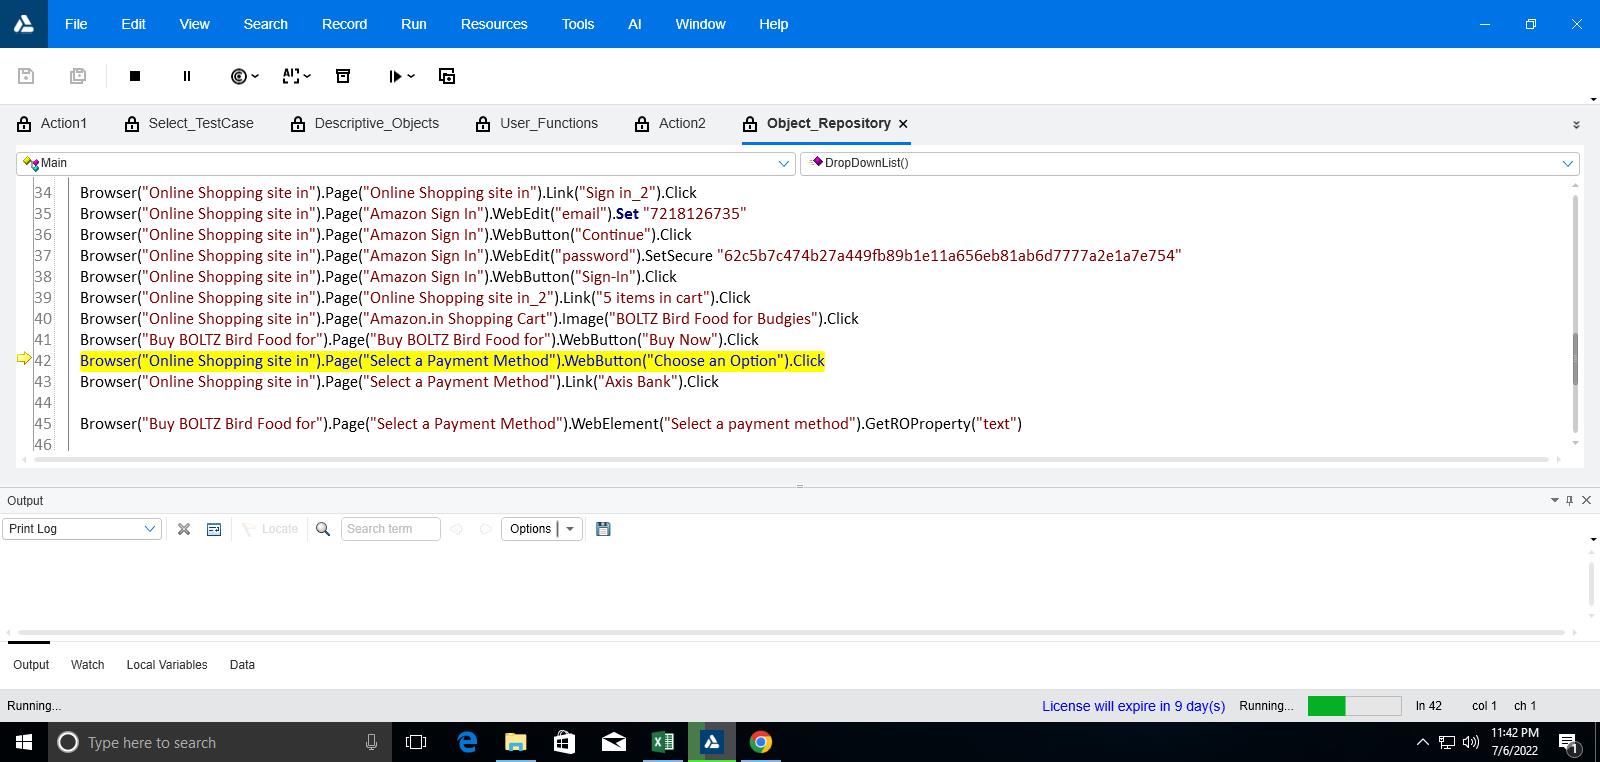 File Edit View Search Record Run Resources Tools AI Window Help
Action1 Select_TestCase Descriptive_Objects User_Functions Action2 Object_Repository
Main DropDownList()
34 Browser("Online Shopping site in").Page("Online Shopping site in").Link("Sign in_2").Click
35 Browser("Online Shopping site in").Page("Amazon Sign In").WebEdit("email").Set "7218126735"
36 Browser("Online Shopping site in").Page("Amazon Sign In").WebButton("Continue").Click
37 Browser("Online Shopping site in").Page("Amazon Sign In").WebEdit("password").SetSecure "62c5b7c474b27a449fb89b1e11a656eb81ab6d7777a2e1a7e754"
38 Browser("Online Shopping site in").Page("Amazon Sign In").WebButton("Sign-In").Click
39 Browser("Online Shopping site in").Page("Online Shopping site in_2").Link("5 items in cart").Click
40 Browser("Online Shopping site in").Page("Amazon.in Shopping Cart").Image("BOLTZ Bird Food for Budgies").Click
41 Browser("Buy BOLTZ Bird Food for").Page("Buy BOLTZ Bird Food for").WebButton("Buy Now").Click
42 Browser("Online Shopping site in").Page("Select a Payment Method").WebButton("Choose an Option").Click
43 Browser("Online Shopping site in").Page("Select a Payment Method").Link("Axis Bank").Click
44
45 Browser("Buy BOLTZ Bird Food for").Page("Select a Payment Method").WebElement("Select a payment method").GetROProperty("text")
46
Output
Print Log Locate Search term Options
Output Watch Local Variables Data
Running... License will expire in 9 day(s) Running... ln 42 col 1 ch 1
Type here to search 11:42 PM
7/6/2022 1